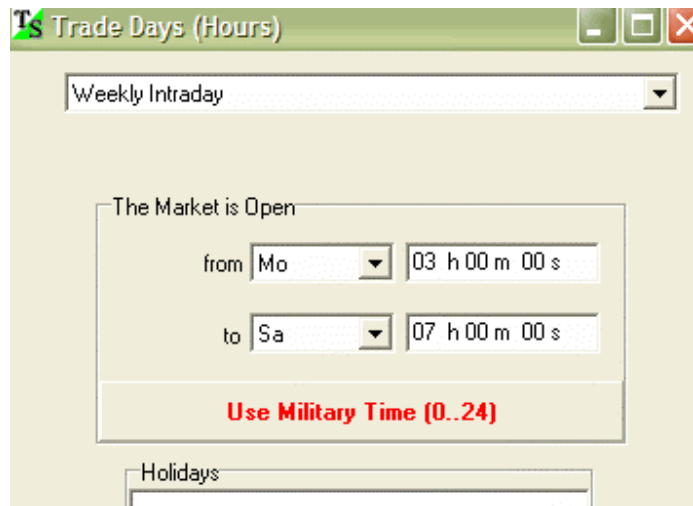 Ts Trade Days (Hours)
Weekly Intraday
The Market is Open
from Mo 03 h 00 m 00 s
to Sa 07 h 00 m 00 s
Use Military Time (0..24)
Holidays